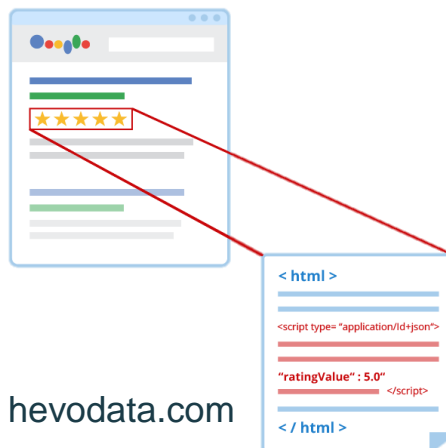 < html >
<script type= "application/ld+json">
"ratingValue" : 5.0"
</script>
hevodata.com
< / html >